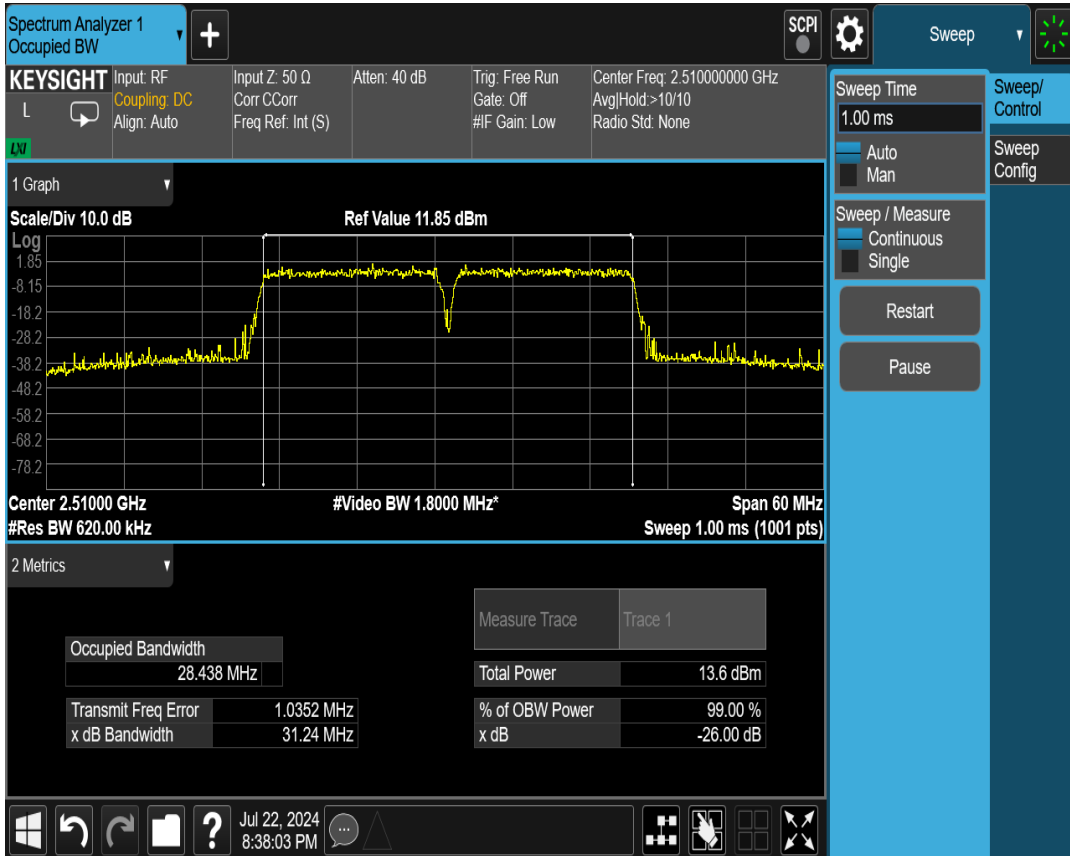 Spectrum Analyzer 1
Occupied BW
+
SCPI
Sweep
KEYSIGHT
L
LXI
Input: RF
Coupling: DC
Align: Auto
Input Z: 50 Ω
Corr CCorr
Freq Ref: Int (S)
Atten: 40 dB
Trig: Free Run
Gate: Off
#IF Gain: Low
Center Freq: 2.510000000 GHz
Avg|Hold:>10/10
Radio Std: None
Sweep Time
1.00 ms
Auto
Man
Sweep / Measure
Continuous
Single
Restart
Pause
Sweep/
Control
Sweep
Config
1 Graph
Scale/Div 10.0 dB
Ref Value 11.85 dBm
Log
1.85
-8.15
-18.2
-28.2
-38.2
-48.2
-58.2
-68.2
-78.2
Center 2.51000 GHz
#Video BW 1.8000 MHz*
Span 60 MHz
#Res BW 620.00 kHz
Sweep 1.00 ms (1001 pts)
2 Metrics
Measure Trace Trace 1
Occupied Bandwidth
28.438 MHz
Total Power 13.6 dBm
Transmit Freq Error 1.0352 MHz
% of OBW Power 99.00 %
x dB Bandwidth 31.24 MHz
x dB -26.00 dB
?
Jul 22, 2024
8:38:03 PM